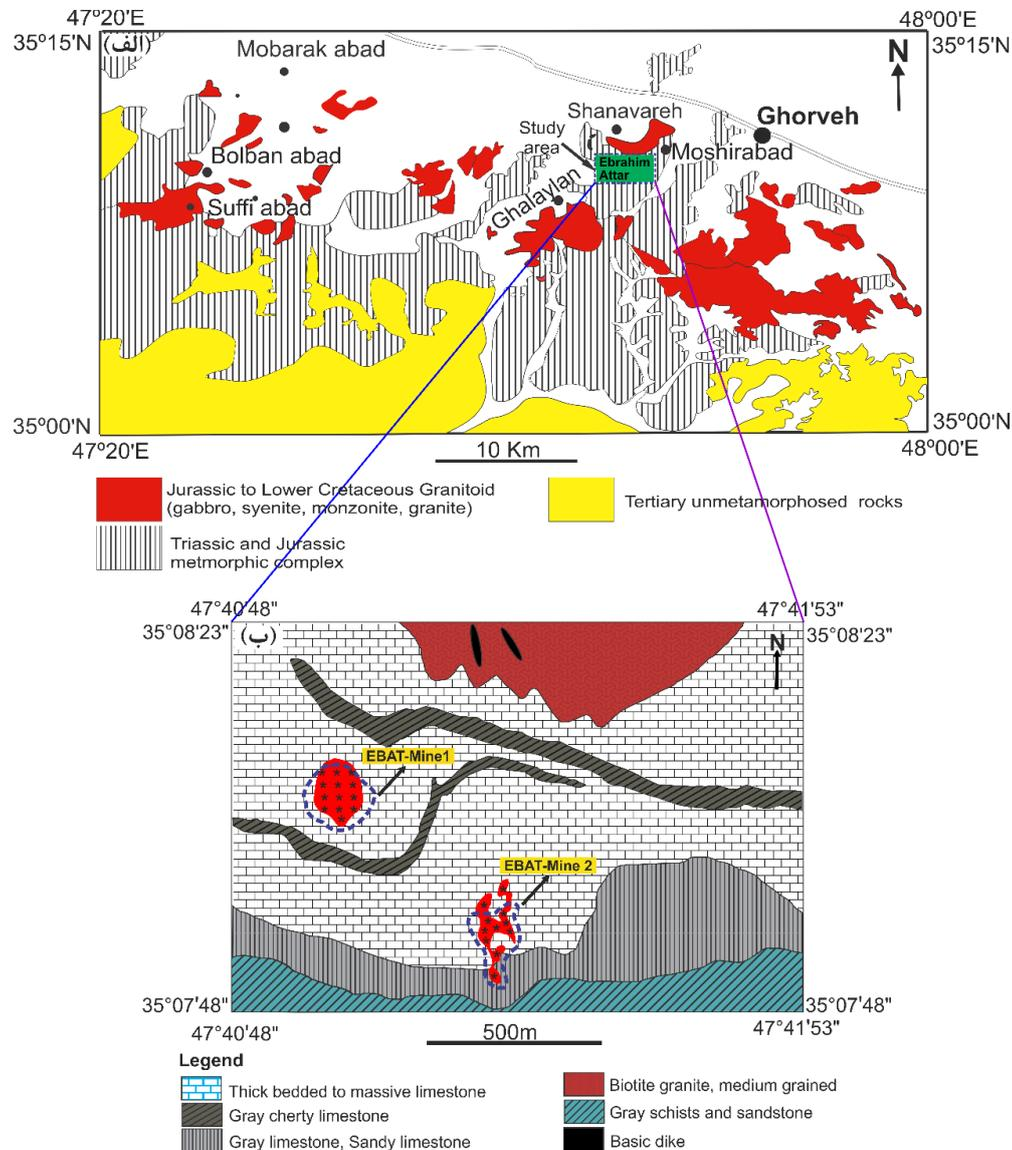 47°20'E
48°00'E
35°15'N
(الف)
Mobarak abad
N
35°15'N
Shanavareh
Ghorveh
Study
area
Bolban abad
Moshirabad
Ebrahim
Attar
Ghalaylan
Suffi abad
35°00'N
35°00'N
47°20'E
10 Km
48°00'E
Jurassic to Lower Cretaceous Granitoid
(gabbro, syenite, monzonite, granite)
Tertiary unmetamorphosed rocks
Triassic and Jurassic
metmorphic complex
47°40'48"
47°41'53"
35°08'23"
(ب)
N
35°08'23"
EBAT-Mine1
EBAT-Mine 2
35°07'48"
35°07'48"
47°40'48"
500m
47°41'53"
Legend
Thick bedded to massive limestone
Biotite granite, medium grained
Gray cherty limestone
Gray schists and sandstone
Gray limestone, Sandy limestone
Basic dike